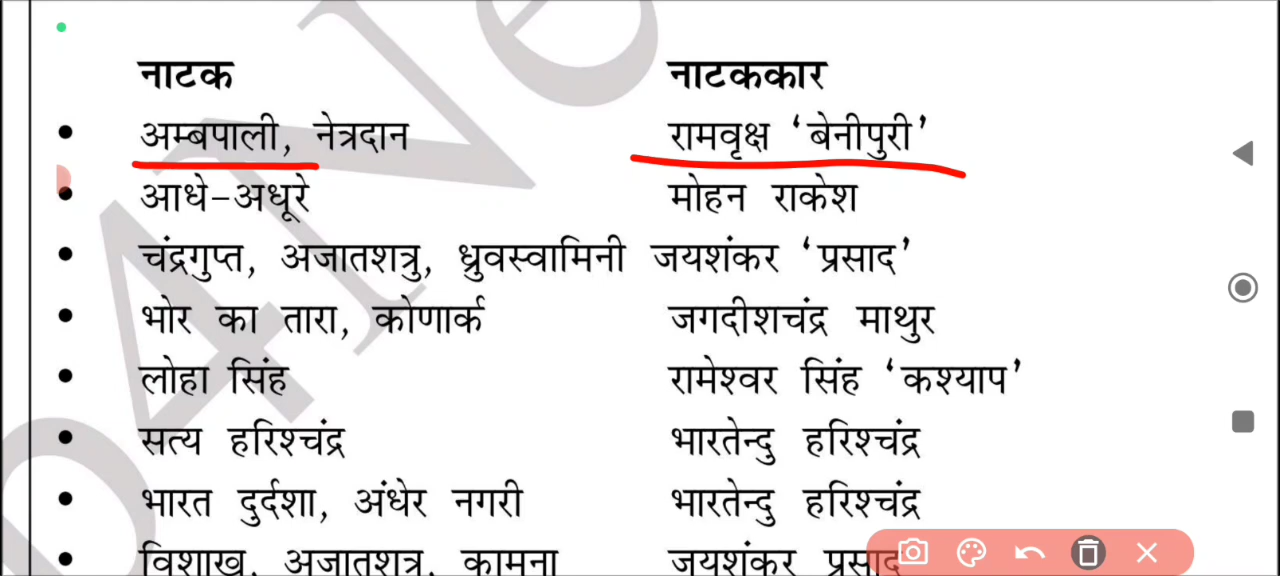 नाटक नाटककार
• अम्बपाली, नेत्रदान रामवृक्ष ‘बेनीपुरी’
• आधे-अधूरे मोहन राकेश
• चंद्रगुप्त, अजातशत्रु, ध्रुवस्वामिनी जयशंकर ‘प्रसाद’
• भोर का तारा, कोणार्क जगदीशचंद्र माथुर
• लोहा सिंह रामेश्वर सिंह ‘कश्याप’
• सत्य हरिश्चंद्र भारतेन्दु हरिश्चंद्र
• भारत दुर्दशा, अंधेर नगरी भारतेन्दु हरिश्चंद्र
• विशाख, अजातशत्रु, कामना जयशंकर प्रसाद